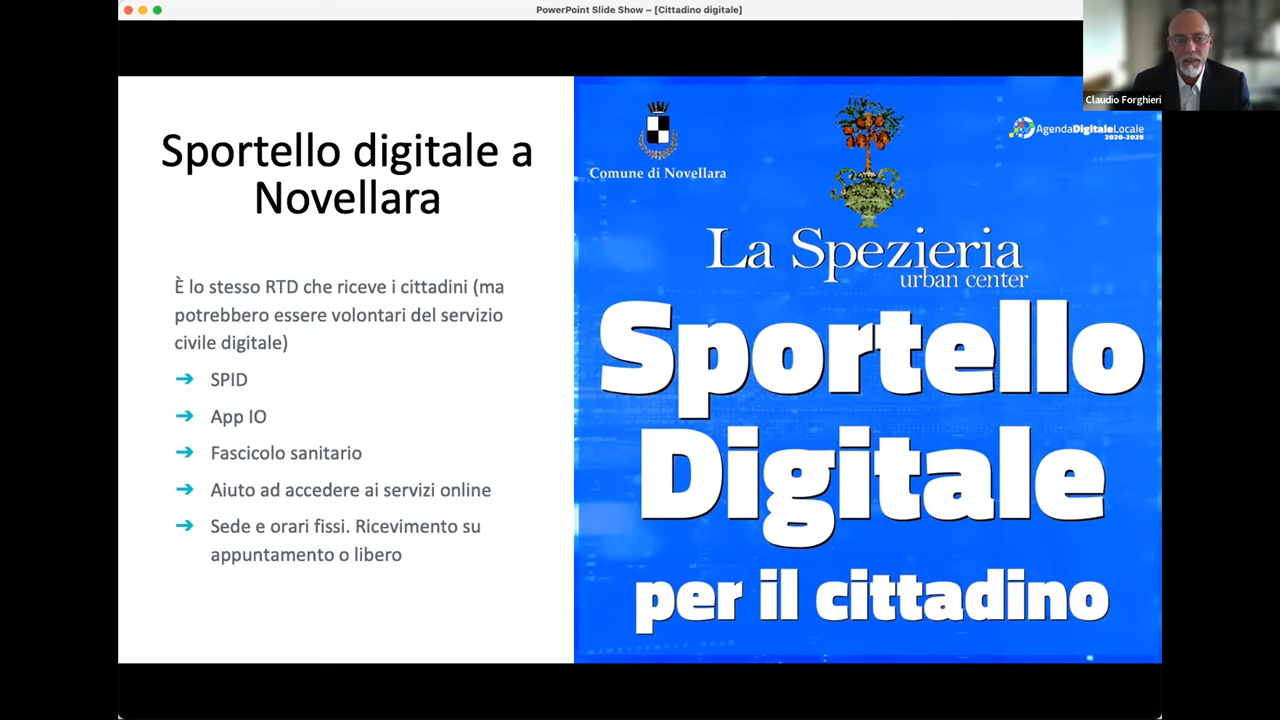 PowerPoint Slide Show – [Cittadino digitale]
Claudio Forghieri
Sportello digitale a
Novellara
È lo stesso RTD che riceve i cittadini (ma
potrebbero essere volontari del servizio
civile digitale)
➔ SPID
➔ App IO
➔ Fascicolo sanitario
➔ Aiuto ad accedere ai servizi online
➔ Sede e orari fissi. Ricevimento su
appuntamento o libero
Comune di Novellara
AgendaDigitaleLocale
2020-2025
La Spezieria
urban center
Sportello
Digitale
per il cittadino